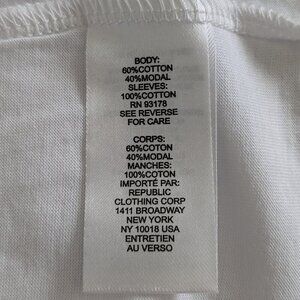 BODY:
60%COTTON
40%MODAL
SLEEVES:
100%COTTON
RN 93178
SEE REVERSE
FOR CARE
CORPS:
60%COTON
40%MODAL
MANCHES:
100%COTON
IMPORTÉ PAR:
REPUBLIC
CLOTHING CORP
1411 BROADWAY
NEW YORK
NY 10018 USA
ENTRETIEN
AU VERSO